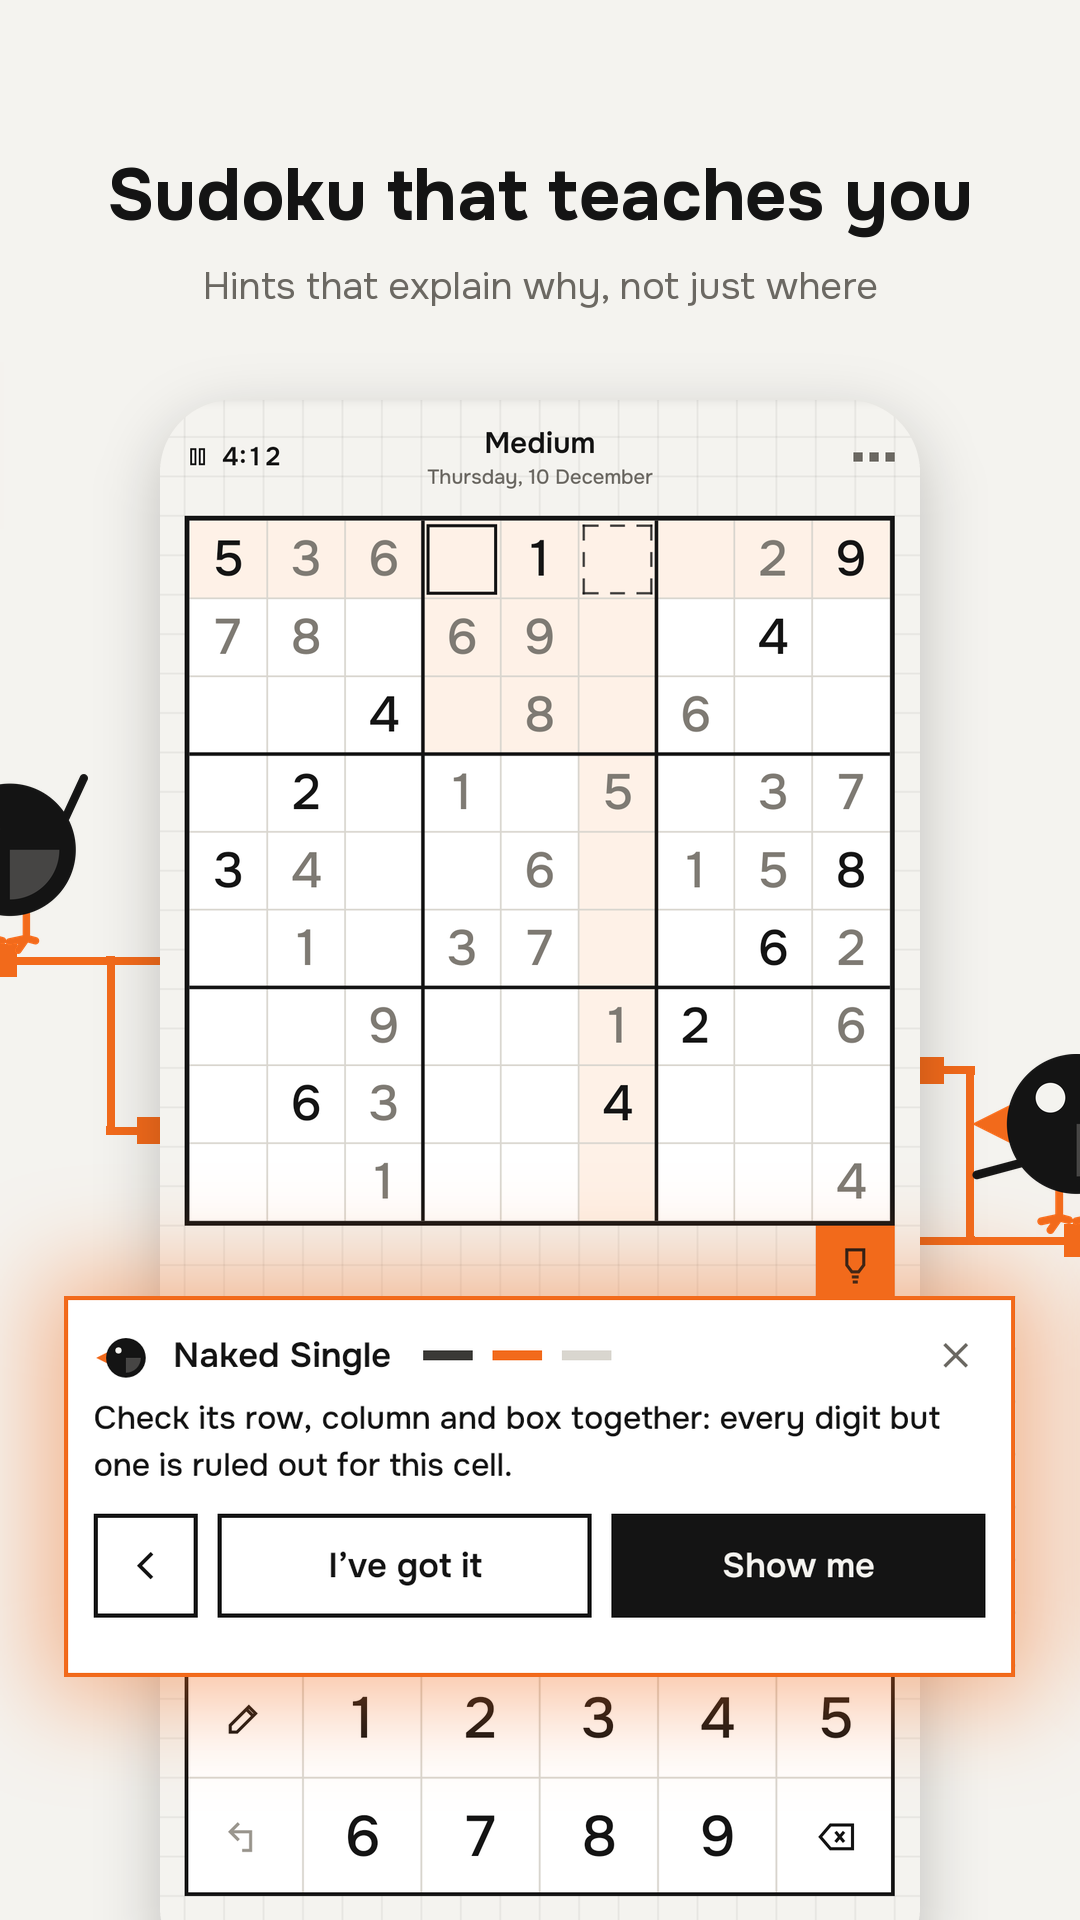 Sudoku that teaches you
Hints that explain why, not just where
4:12
Medium
Thursday, 10 December
5 3 6 1 2 9
7 8 6 9 4
4 8 6
2 1 5 3 7
3 4 6 1 5 8
1 3 7 6 2
9 1 2 6
6 3 4
1 4
Naked Single
Check its row, column and box together: every digit but
one is ruled out for this cell.
I’ve got it
Show me
1 2 3 4 5
6 7 8 9